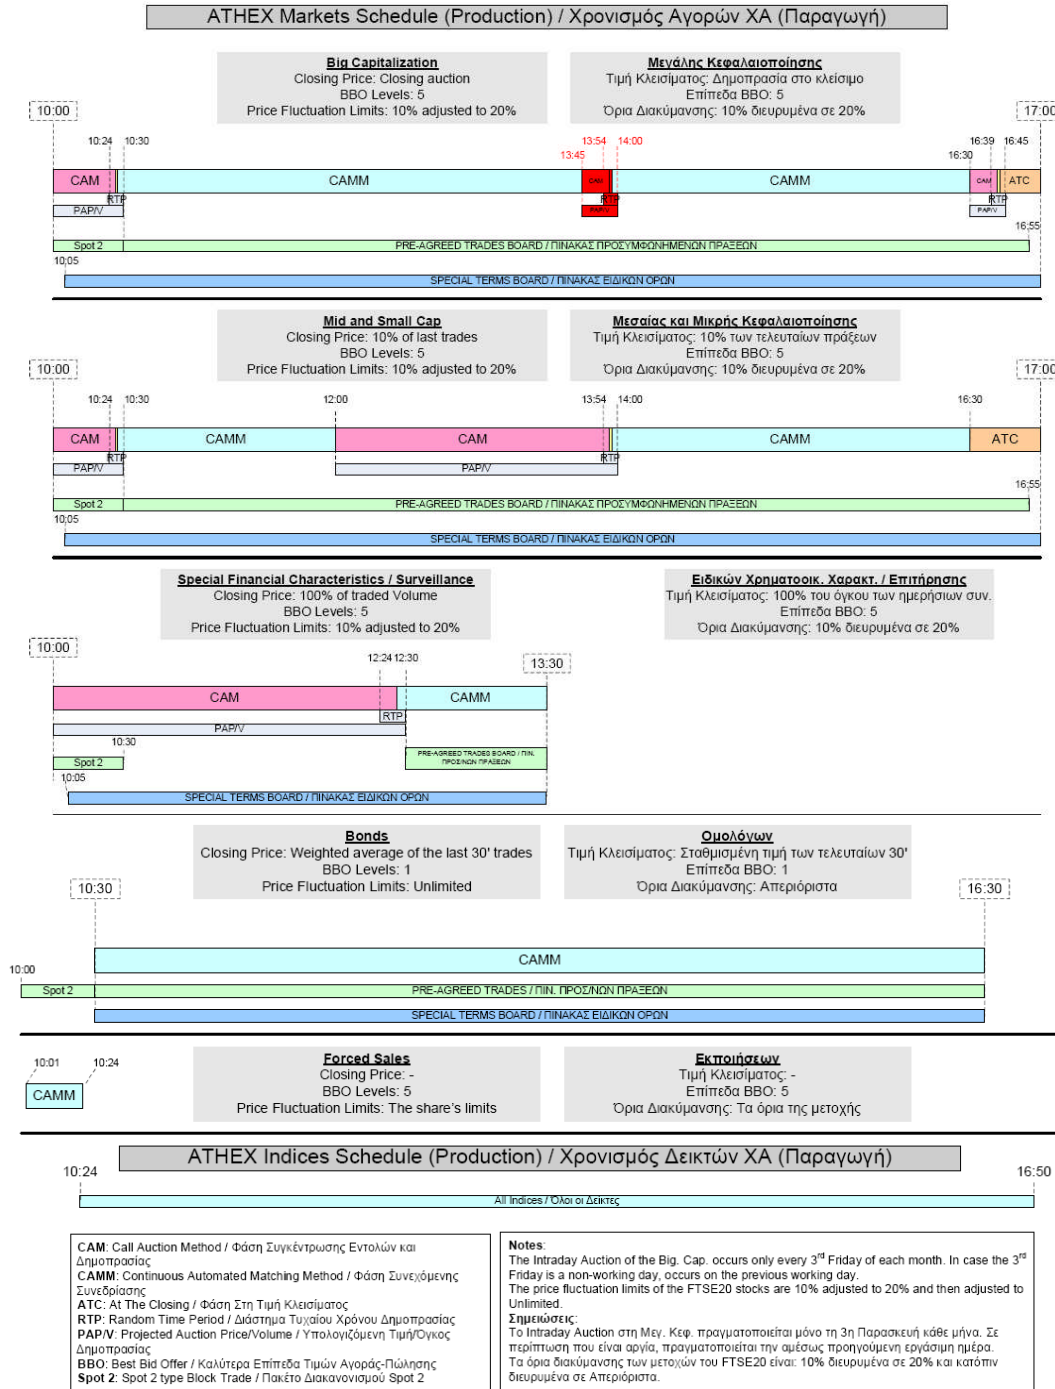 ATHEX Markets Schedule (Production) / Χρονισμός Αγορών ΧΑ (Παραγωγή)
Big Capitalization
Closing Price: Closing auction
BBO Levels: 5
Price Fluctuation Limits: 10% adjusted to 20%
Μεγάλης Κεφαλαιοποίησης
Τιμή Κλεισίματος: Δημοπρασία στο κλείσιμο
Επίπεδα BBO: 5
Όρια Διακύμανσης: 10% διευρυμένα σε 20%
10:00
17:00
10:24 10:30
13:45
13:54 14:00
16:30
16:39 16:45
CAM
CAMM
CAM
CAMM
CAM
ATC
RTP
RTP
RTP
PAP/V
PAP/V
PAP/V
16:55
Spot 2
PRE-AGREED TRADES BOARD / ΠΙΝΑΚΑΣ ΠΡΟΣΥΜΦΩΝΗΜΕΝΩΝ ΠΡΑΞΕΩΝ
10:05
SPECIAL TERMS BOARD / ΠΙΝΑΚΑΣ ΕΙΔΙΚΩΝ ΟΡΩΝ
Mid and Small Cap
Closing Price: 10% of last trades
BBO Levels: 5
Price Fluctuation Limits: 10% adjusted to 20%
Μεσαίας και Μικρής Κεφαλαιοποίησης
Τιμή Κλεισίματος: 10% των τελευταίων πράξεων
Επίπεδα BBO: 5
Όρια Διακύμανσης: 10% διευρυμένα σε 20%
10:00
17:00
10:24 10:30
12:00
13:54 14:00
16:30
CAM
CAMM
CAM
CAMM
ATC
RTP
RTP
PAP/V
PAP/V
16:55
Spot 2
PRE-AGREED TRADES BOARD / ΠΙΝΑΚΑΣ ΠΡΟΣΥΜΦΩΝΗΜΕΝΩΝ ΠΡΑΞΕΩΝ
10:05
SPECIAL TERMS BOARD / ΠΙΝΑΚΑΣ ΕΙΔΙΚΩΝ ΟΡΩΝ
Special Financial Characteristics / Surveillance
Closing Price: 100% of traded Volume
BBO Levels: 5
Price Fluctuation Limits: 10% adjusted to 20%
Ειδικών Χρηματοοικ. Χαρακτ. / Επιτήρησης
Τιμή Κλεισίματος: 100% του όγκου των ημερήσιων συν.
Επίπεδα BBO: 5
Όρια Διακύμανσης: 10% διευρυμένα σε 20%
10:00
12:24 12:30
13:30
CAM
CAMM
RTP
PAP/V
10:30
Spot 2
PRE-AGREED TRADES BOARD / ΠΙΝ.
ΠΡΟΣ/ΝΩΝ ΠΡΑΞΕΩΝ
10:05
SPECIAL TERMS BOARD / ΠΙΝΑΚΑΣ ΕΙΔΙΚΩΝ ΟΡΩΝ
Bonds
Closing Price: Weighted average of the last 30' trades
BBO Levels: 1
Price Fluctuation Limits: Unlimited
Ομολόγων
Τιμή Κλεισίματος: Σταθμισμένη τιμή των τελευταίων 30'
Επίπεδα BBO: 1
Όρια Διακύμανσης: Απεριόριστα
10:30
16:30
CAMM
10:00
Spot 2
PRE-AGREED TRADES / ΠΙΝ. ΠΡΟΣ/ΝΩΝ ΠΡΑΞΕΩΝ
SPECIAL TERMS BOARD / ΠΙΝΑΚΑΣ ΕΙΔΙΚΩΝ ΟΡΩΝ
10:01
10:24
CAMM
Forced Sales
Closing Price: -
BBO Levels: 5
Price Fluctuation Limits: The share's limits
Εκποιήσεων
Τιμή Κλεισίματος: -
Επίπεδα BBO: 5
Όρια Διακύμανσης: Τα όρια της μετοχής
ATHEX Indices Schedule (Production) / Χρονισμός Δεικτών ΧΑ (Παραγωγή)
10:24
16:50
All Indices / Όλοι οι Δείκτες
CAM: Call Auction Method / Φάση Συγκέντρωσης Εντολών και
Δημοπρασίας
CAMM: Continuous Automated Matching Method / Φάση Συνεχόμενης
Συνεδρίασης
ATC: At The Closing / Φάση Στη Τιμή Κλεισίματος
RTP: Random Time Period / Διάστημα Τυχαίου Χρόνου Δημοπρασίας
PAP/V: Projected Auction Price/Volume / Υπολογιζόμενη Τιμή/Όγκος
Δημοπρασίας
BBO: Best Bid Offer / Καλύτερα Επίπεδα Τιμών Αγοράς-Πώλησης
Spot 2: Spot 2 type Block Trade / Πακέτο Διακανονισμού Spot 2
Notes:
The Intraday Auction of the Big. Cap. occurs only every 3rd Friday of each month. In case the 3rd
Friday is a non-working day, occurs on the previous working day.
The price fluctuation limits of the FTSE20 stocks are 10% adjusted to 20% and then adjusted to
Unlimited.
Σημειώσεις:
Το Intraday Auction στη Μεγ. Κεφ. πραγματοποιείται μόνο τη 3η Παρασκευή κάθε μήνα. Σε
περίπτωση που είναι αργία, πραγματοποιείται την αμέσως προηγούμενη εργάσιμη ημέρα.
Τα όρια διακύμανσης των μετοχών του FTSE20 είναι: 10% διευρυμένα σε 20% και κατόπιν
διευρυμένα σε Απεριόριστα.